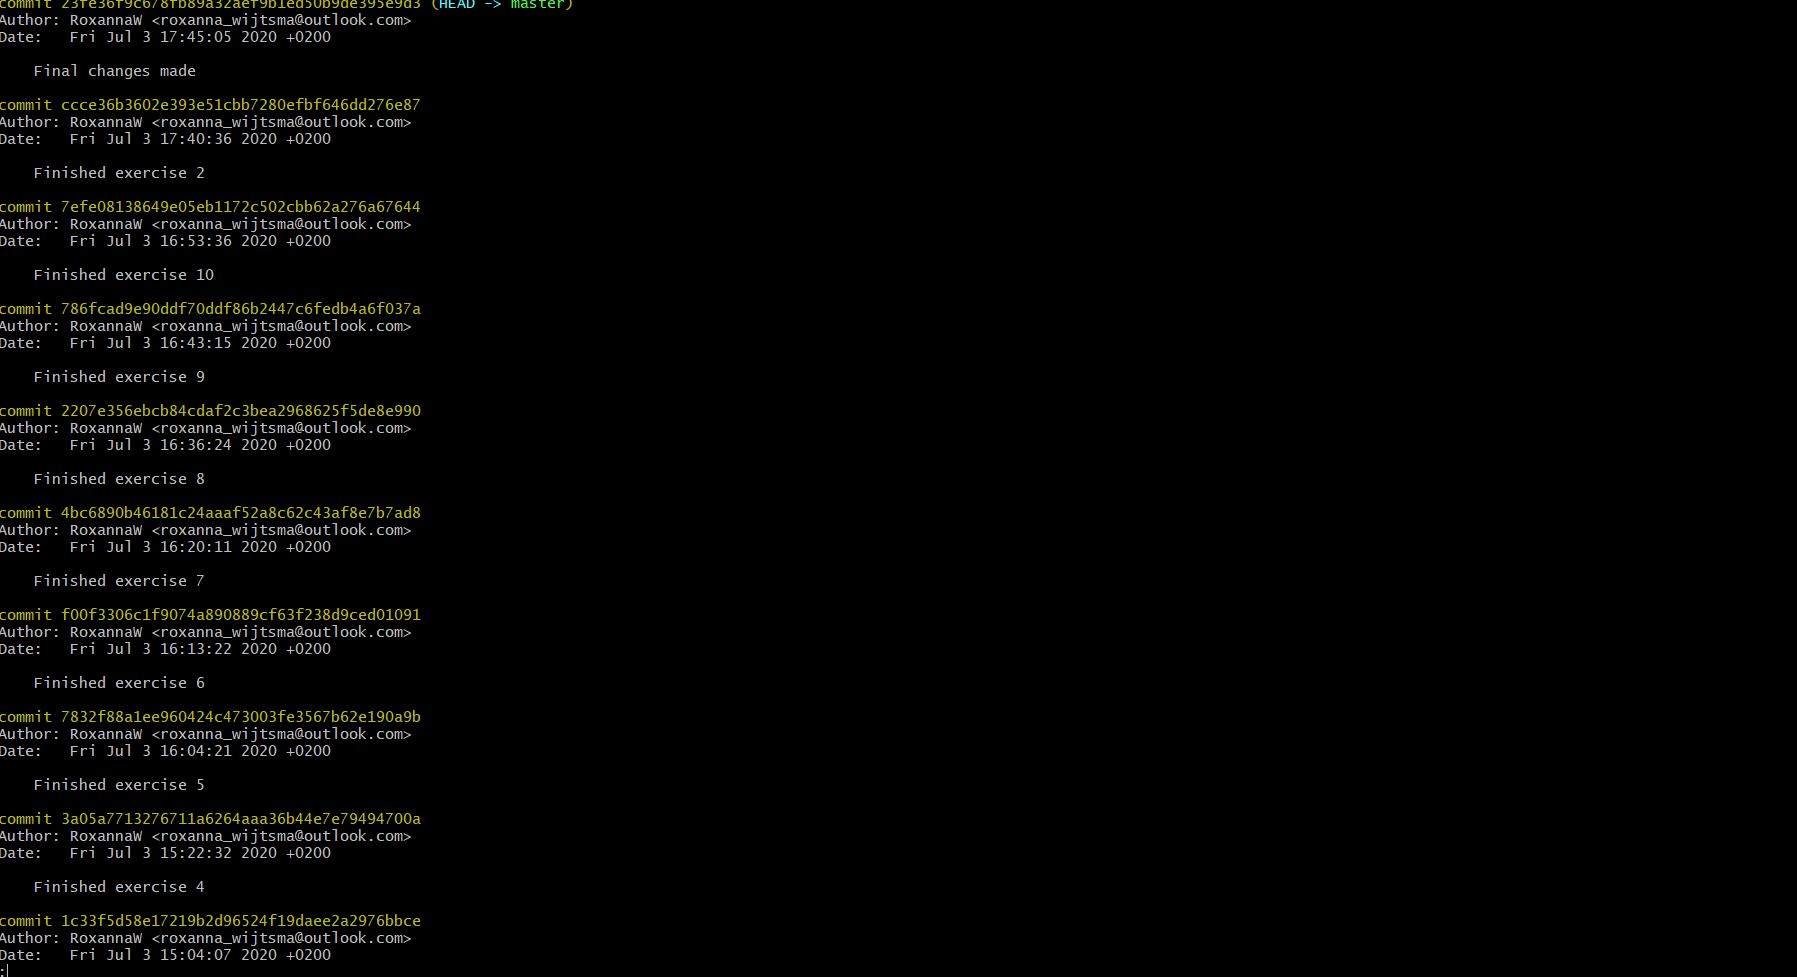 commit 23fe36f9c678fb89a32aef9b1ed50b9de395e9d3 (HEAD -> master)
Author: RoxannaW <roxanna_wijtsma@outlook.com>
Date:   Fri Jul 3 17:45:05 2020 +0200

    Final changes made

commit ccce36b3602e393e51cbb7280efbf646dd276e87
Author: RoxannaW <roxanna_wijtsma@outlook.com>
Date:   Fri Jul 3 17:40:36 2020 +0200

    Finished exercise 2

commit 7efe08138649e05eb1172c502cbb62a276a67644
Author: RoxannaW <roxanna_wijtsma@outlook.com>
Date:   Fri Jul 3 16:53:36 2020 +0200

    Finished exercise 10

commit 786fcad9e90ddf70ddf86b2447c6fedb4a6f037a
Author: RoxannaW <roxanna_wijtsma@outlook.com>
Date:   Fri Jul 3 16:43:15 2020 +0200

    Finished exercise 9

commit 2207e356ebcb84cdaf2c3bea2968625f5de8e990
Author: RoxannaW <roxanna_wijtsma@outlook.com>
Date:   Fri Jul 3 16:36:24 2020 +0200

    Finished exercise 8

commit 4bc6890b46181c24aaaf52a8c62c43af8e7b7ad8
Author: RoxannaW <roxanna_wijtsma@outlook.com>
Date:   Fri Jul 3 16:20:11 2020 +0200

    Finished exercise 7

commit f00f3306c1f9074a890889cf63f238d9ced01091
Author: RoxannaW <roxanna_wijtsma@outlook.com>
Date:   Fri Jul 3 16:13:22 2020 +0200

    Finished exercise 6

commit 7832f88a1ee960424c473003fe3567b62e190a9b
Author: RoxannaW <roxanna_wijtsma@outlook.com>
Date:   Fri Jul 3 16:04:21 2020 +0200

    Finished exercise 5

commit 3a05a7713276711a6264aaa36b44e7e79494700a
Author: RoxannaW <roxanna_wijtsma@outlook.com>
Date:   Fri Jul 3 15:22:32 2020 +0200

    Finished exercise 4

commit 1c33f5d58e17219b2d96524f19daee2a2976bbce
Author: RoxannaW <roxanna_wijtsma@outlook.com>
Date:   Fri Jul 3 15:04:07 2020 +0200
: